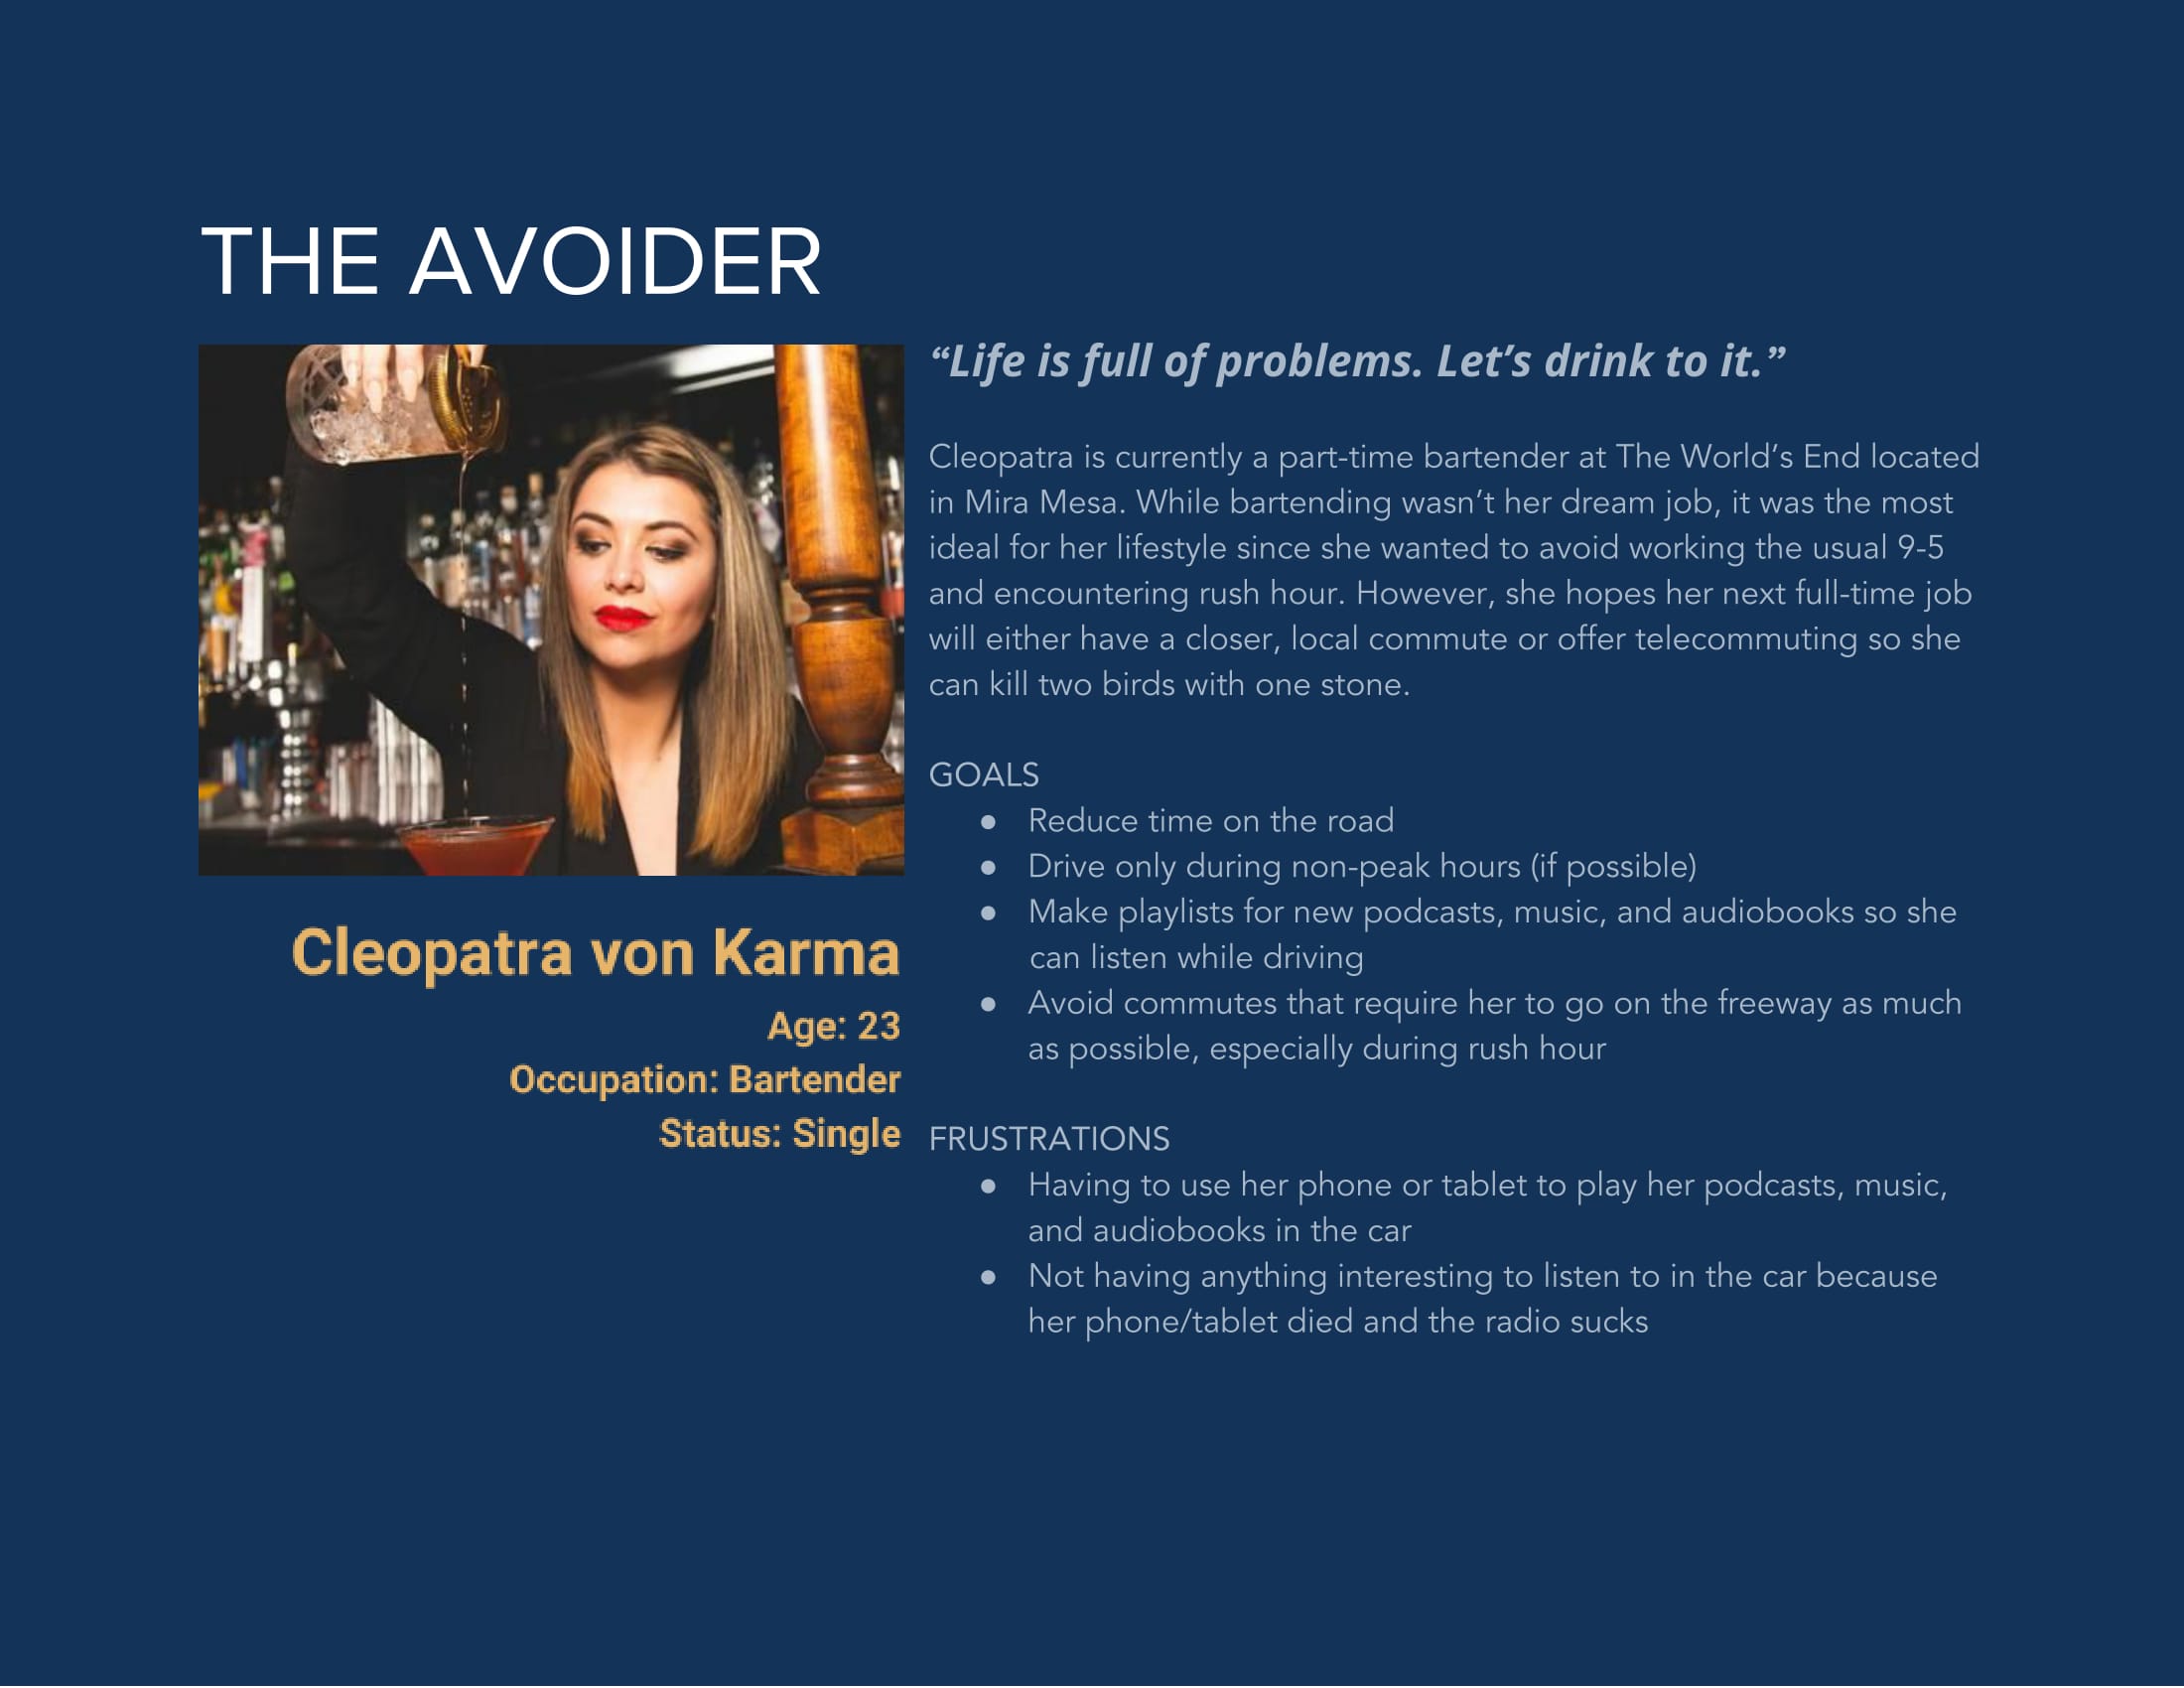 THE AVOIDER
Cleopatra von Karma
Age: 23
Occupation: Bartender
Status: Single
“Life is full of problems. Let’s drink to it.”
Cleopatra is currently a part-time bartender at The World’s End located
in Mira Mesa. While bartending wasn’t her dream job, it was the most
ideal for her lifestyle since she wanted to avoid working the usual 9-5
and encountering rush hour. However, she hopes her next full-time job
will either have a closer, local commute or offer telecommuting so she
can kill two birds with one stone.
GOALS
● Reduce time on the road
● Drive only during non-peak hours (if possible)
● Make playlists for new podcasts, music, and audiobooks so she
can listen while driving
● Avoid commutes that require her to go on the freeway as much
as possible, especially during rush hour
FRUSTRATIONS
● Having to use her phone or tablet to play her podcasts, music,
and audiobooks in the car
● Not having anything interesting to listen to in the car because
her phone/tablet died and the radio sucks